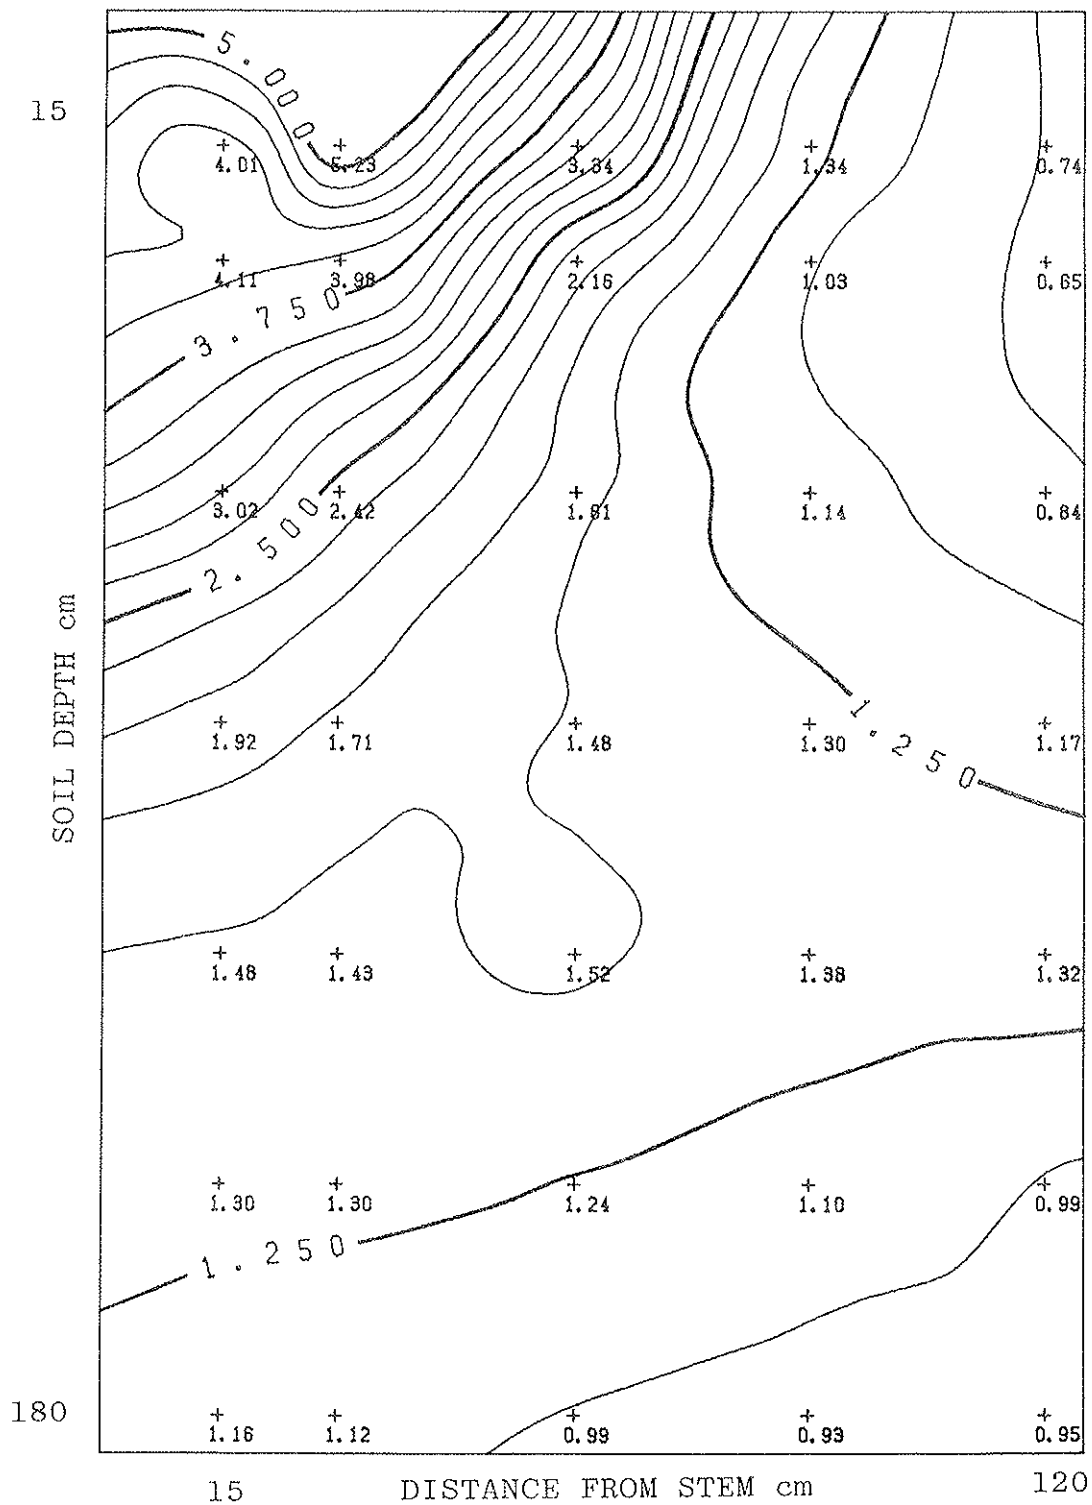 5.000
15
4.01 5.23 3.34 1.34 0.74
4.11 3.98 2.16 1.03 0.65
3.750
3.02 2.42 1.81 1.14 0.84
2.500
SOIL DEPTH cm
1.92 1.71 1.48 1.30 1.17
1.250
1.48 1.43 1.52 1.38 1.32
1.30 1.30 1.24 1.10 0.99
1.250
180
1.16 1.12 0.99 0.93 0.95
15 DISTANCE FROM STEM cm 120